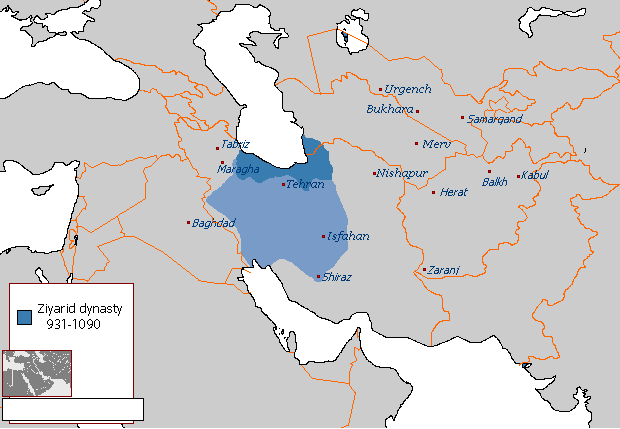 Urgench
Bukhara
Samarqand
Tabriz
Merv
Maragha
Nishapur
Balkh
Kabul
Tehran
Herat
Baghdad
Isfahan
Zaranj
Shiraz
Ziyarid dynasty
931-1090